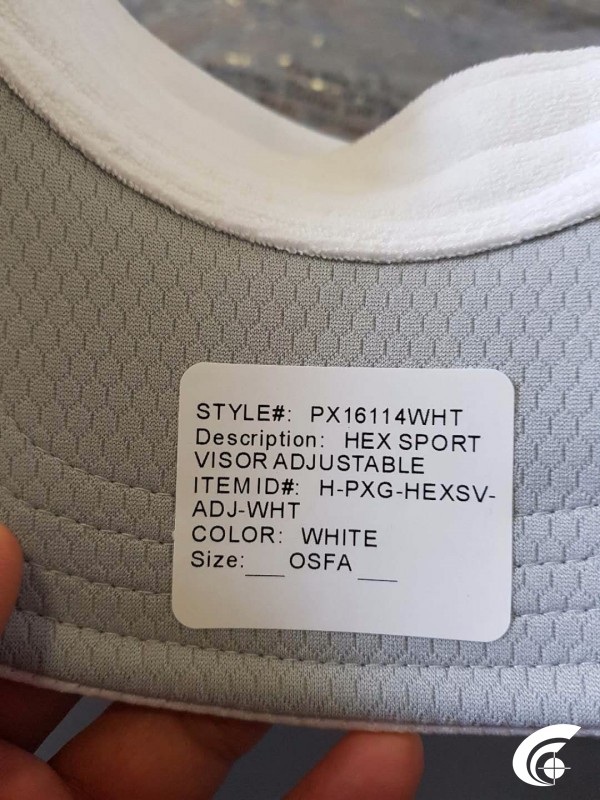 STYLE#: PX16114WHT
Description: HEX SPORT
VISOR ADJUSTABLE
ITEM ID#: H-PXG-HEXSV-
ADJ-WHT
COLOR: WHITE
Size:___ OSFA ___